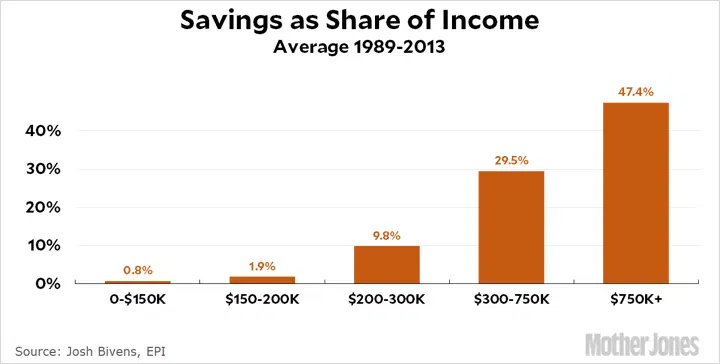 Savings as Share of Income
Average 1989-2013
47.4%
40%
30%
29.5%
20%
10%
9.8%
0.8%
1.9%
0%
0-$150K $150-200K $200-300K $300-750K $750K+
Source: Josh Bivens, EPI
Mother Jones